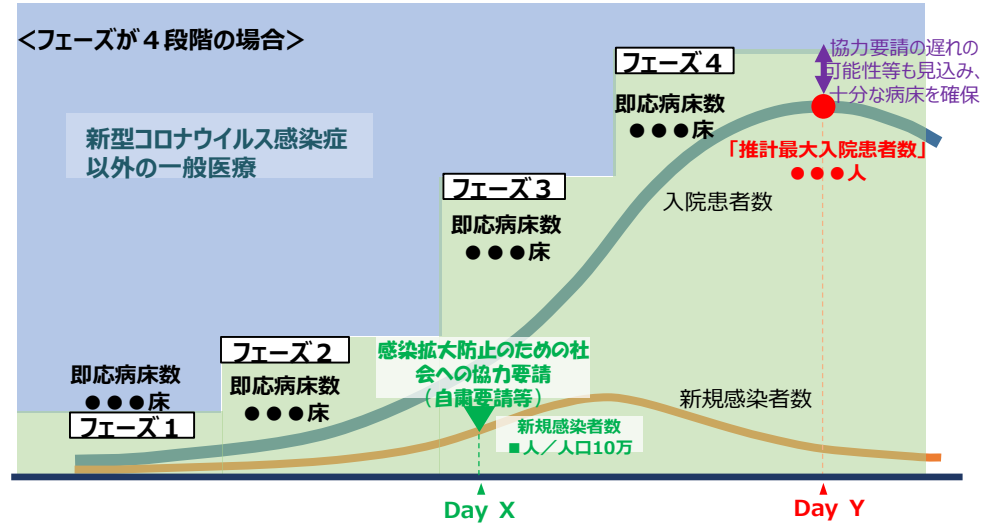 ＜フェーズが４段階の場合＞
協力要請の遅れの
可能性等も見込み、
十分な病床を確保
フェーズ４
即応病床数
●●●床
新型コロナウイルス感染症
以外の一般医療
「推計最大入院患者数」
●●●人
フェーズ３
入院患者数
即応病床数
●●●床
フェーズ２
即応病床数
●●●床
感染拡大防止のための社
会への協力要請
（自粛要請等）
即応病床数
●●●床
フェーズ１
新規感染者数
新規感染者数
■人／人口10万
Day X
Day Y